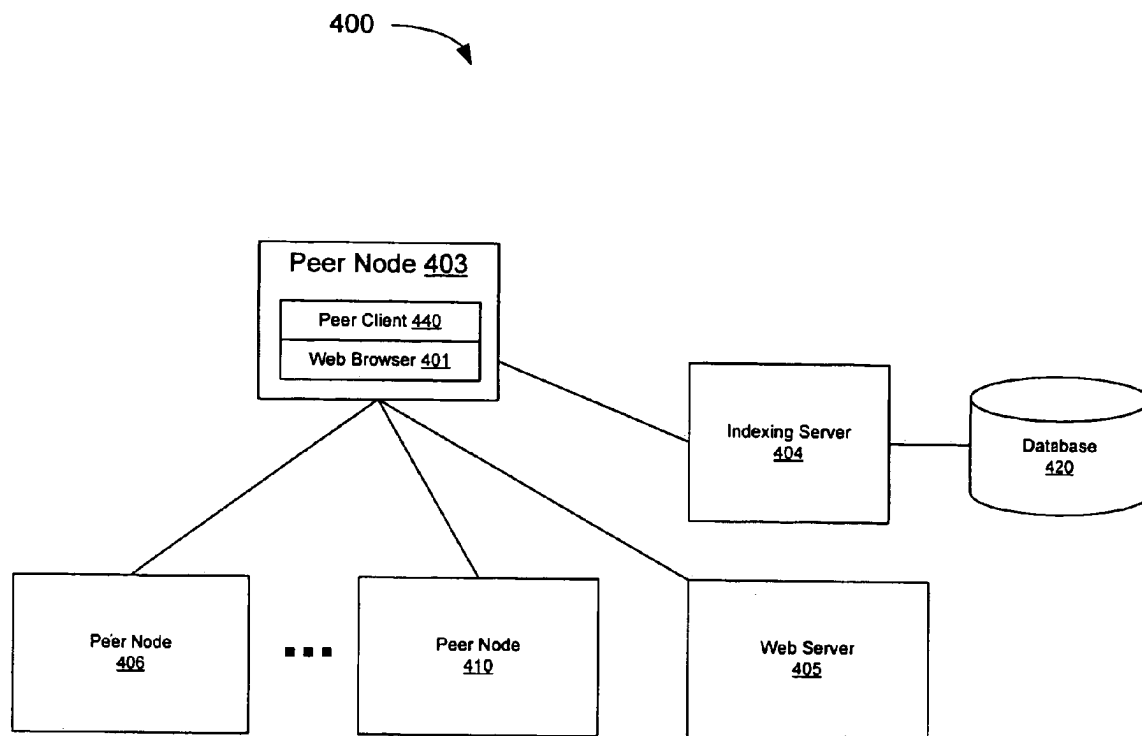 400
Peer Node 403
Peer Client 440
Web Browser 401
Indexing Server
404
Database
420
Peer Node
406
Peer Node
410
Web Server
405